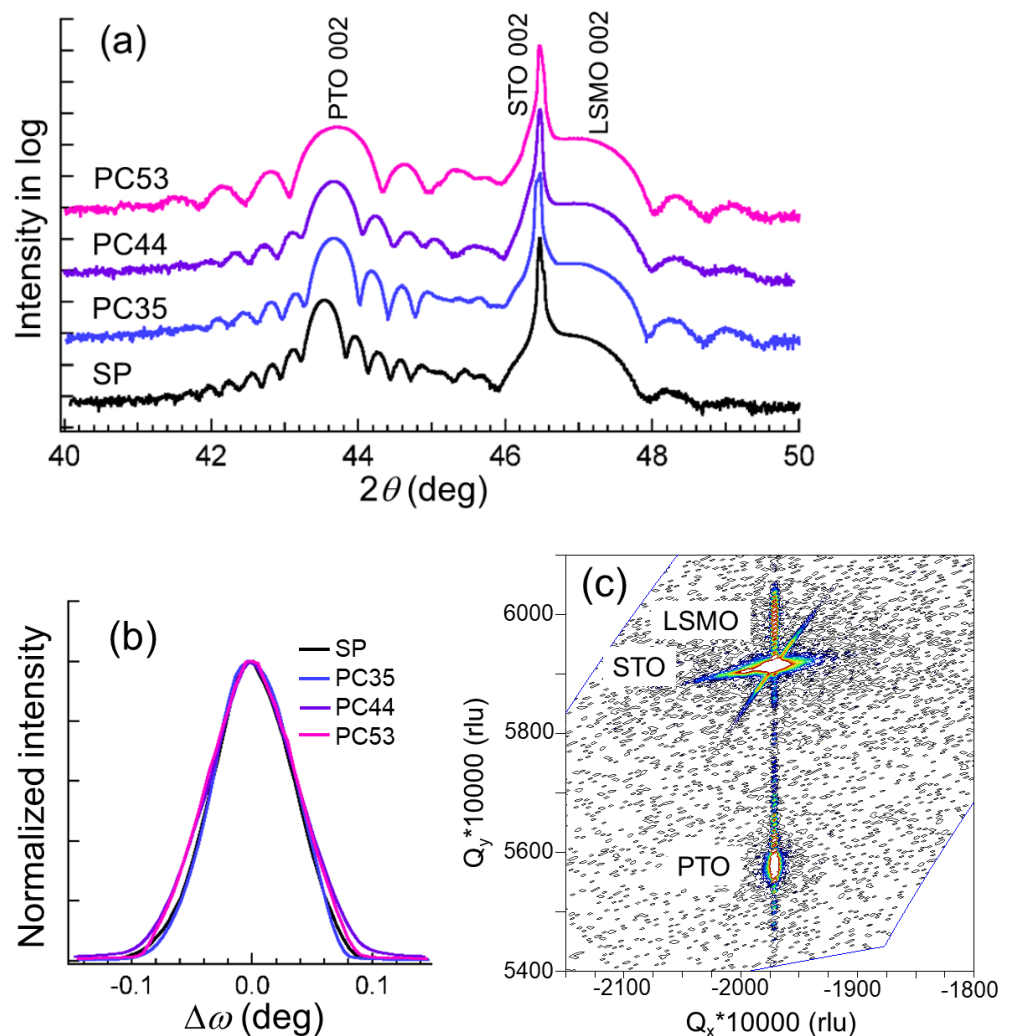 (a)
Intensity in log
PTO 002
STO 002
LSMO 002
PC53
PC44
PC35
SP
40 42 44 46 48 50
2θ (deg)
(b)
Normalized intensity
SP
PC35
PC44
PC53
-0.1 0.0 0.1
Δω (deg)
(c)
LSMO
STO
PTO
Qy*10000 (rlu)
6000
5800
5600
5400
-2100 -2000 -1900 -1800
Qx*10000 (rlu)